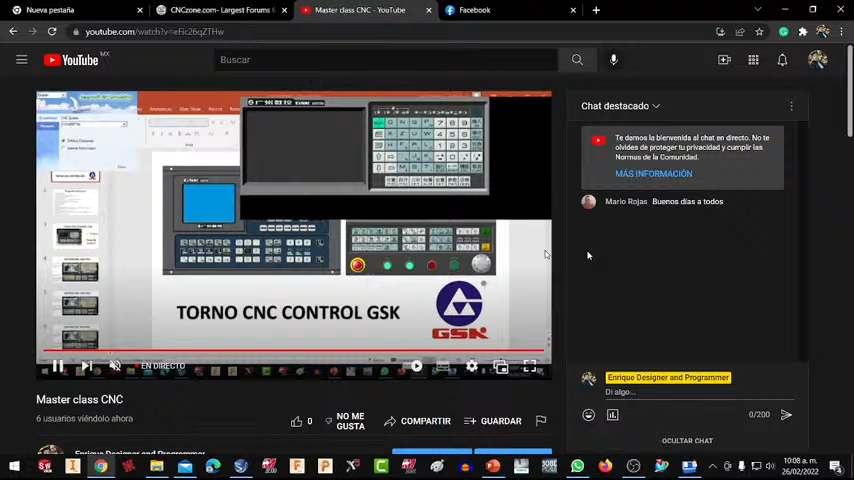 Nueva pestaña
CNCzone.com- Largest Forums f
Master class CNC - YouTube
Facebook
youtube.com/watch?v=eFic26qZTHw
YouTube MX
Buscar
Chat destacado
Te damos la bienvenida al chat en directo. No te
olvides de proteger tu privacidad y cumplir las
Normas de la Comunidad.
MÁS INFORMACIÓN
Mario Rojas Buenos días a todos
TORNO CNC CONTROL GSK
GSK
EN DIRECTO
Master class CNC
6 usuarios viéndolo ahora
0
NO ME
GUSTA
COMPARTIR
GUARDAR
Enrique Designer and Programmer
Enrique Designer and Programmer
Di algo...
0/200
OCULTAR CHAT
10:08 a. m.
26/02/2022